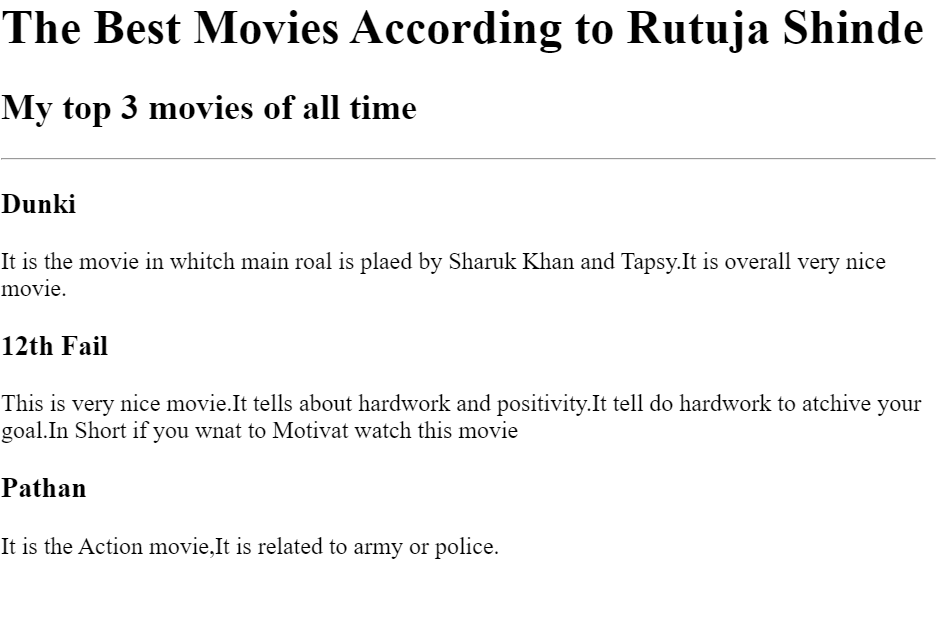 The Best Movies According to Rutuja Shinde
My top 3 movies of all time
Dunki
It is the movie in whitch main roal is plaed by Sharuk Khan and Tapsy.It is overall very nice
movie.
12th Fail
This is very nice movie.It tells about hardwork and positivity.It tell do hardwork to atchive your
goal.In Short if you wnat to Motivat watch this movie
Pathan
It is the Action movie,It is related to army or police.